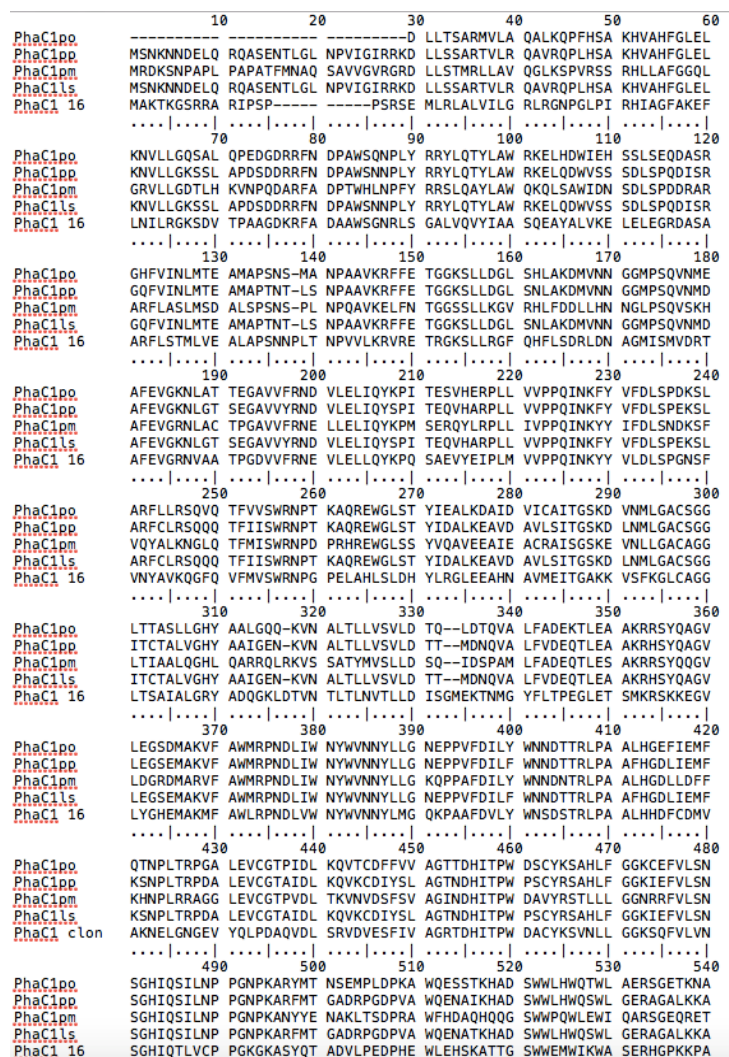 10 20 30 40 50 60
PhaC1po ---------- ---------- ---------D LLTSARMVLA QALKQPFHSA KHVAHFGLEL
PhaC1pp MSNKNNDELQ RQASENTLGL NPVIGIRRKD LLSSARTVLR QAVRQPLHSA KHVAHFGLEL
PhaC1pm MRDKSNPAPL PAPATFMNAQ SAVVGVRGRD LLSTMRLLAV QGLKSPVRSS RHLLAFGGQL
PhaC1ls MSNKNNDELQ RQASENTLGL NPVIGIRRKD LLSSARTVLR QAVRQPLHSA KHVAHFGLEL
PhaC1 16 MAKTKGSRRA RIPSP----- -----PSRSE MLRLALVILG RLRGNPGLPI RHIAGFAKEF
....|....| ....|....| ....|....| ....|....| ....|....| ....|....|
70 80 90 100 110 120
PhaC1po KNVLLGQSAL QPEDGDRRFN DPAWSQNPLY RRYLQTYLAW RKELHDWIEH SSLSEQDASR
PhaC1pp KNVLLGKSSL APDSDDRRFN DPAWSNNPLY RRYLQTYLAW RKELQDWVSS SDLSPQDISR
PhaC1pm GRVLLGDTLH KVNPQDARFA DPTWHLNPFY RRSLQAYLAW QKQLSAWIDN SDLSPDDRAR
PhaC1ls KNVLLGKSSL APDSDDRRFN DPAWSNNPLY RRYLQTYLAW RKELQDWVSS SDLSPQDISR
PhaC1 16 LNILRGKSDV TPAAGDKRFA DAAWSGNRLS GALVQVYIAA SQEAYALVKE LELEGRDASA
....|....| ....|....| ....|....| ....|....| ....|....| ....|....|
130 140 150 160 170 180
PhaC1po GHFVINLMTE AMAPSNS-MA NPAAVKRFFE TGGKSLLDGL SHLAKDMVNN GGMPSQVNME
PhaC1pp GQFVINLMTE AMAPTNT-LS NPAAVKRFFE TGGKSLLDGL SNLAKDMVNN GGMPSQVNMD
PhaC1pm ARFLASLMSD ALSPSNS-PL NPQAVKELFN TGGSSLLKGV RHLFDDLLHN NGLPSQVSKH
PhaC1ls GQFVINLMTE AMAPTNT-LS NPAAVKRFFE TGGKSLLDGL SNLAKDMVNN GGMPSQVNMD
PhaC1 16 ARFLSTMLVE ALAPSNNPLT NPVVLKRVRE TRGKSLLRGF QHFLSDRLDN AGMISMVDRT
....|....| ....|....| ....|....| ....|....| ....|....| ....|....|
190 200 210 220 230 240
PhaC1po AFEVGKNLAT TEGAVVFRND VLELIQYKPI TESVHERPLL VVPPQINKFY VFDLSPDKSL
PhaC1pp AFEVGKNLGT SEGAVVYRND VLELIQYSPI TEQVHARPLL VVPPQINKFY VFDLSPEKSL
PhaC1pm AFEVGRNLAC TPGAVVFRNE LLELIQYKPM SERQYLRPLL IVPPQINKYY IFDLSNDKSF
PhaC1ls AFEVGKNLGT SEGAVVYRND VLELIQYSPI TEQVHARPLL VVPPQINKFY VFDLSPEKSL
PhaC1 16 AFEVGRNVAA TPGDVVFRNE VLELLQYKPQ SAEVYEIPLM VVPPQINKYY VLDLSPGNSF
....|....| ....|....| ....|....| ....|....| ....|....| ....|....|
250 260 270 280 290 300
PhaC1po ARFLLRSQVQ TFVVSWRNPT KAQREWGLST YIEALKDAID VICAITGSKD VNMLGACSGG
PhaC1pp ARFCLRSQQQ TFIISWRNPT KAQREWGLST YIDALKEAVD AVLSITGSKD LNMLGACSGG
PhaC1pm VQYALKNGLQ TFMISWRNPD PRHREWGLSS YVQAVEEAIE ACRAISGSKE VNLLGACAGG
PhaC1ls ARFCLRSQQQ TFIISWRNPT KAQREWGLST YIDALKEAVD AVLSITGSKD LNMLGACSGG
PhaC1 16 VNYAVKQGFQ VFMVSWRNPG PELAHLSLDH YLRGLEEAHN AVMEITGAKK VSFKGLCAGG
....|....| ....|....| ....|....| ....|....| ....|....| ....|....|
310 320 330 340 350 360
PhaC1po LTTASLLGHY AALGQQ-KVN ALTLLVSVLD TQ--LDTQVA LFADEKTLEA AKRRSYQAGV
PhaC1pp ITCTALVGHY AAIGEN-KVN ALTLLVSVLD TT--MDNQVA LFVDEQTLEA AKRHSYQAGV
PhaC1pm LTIAALQGHL QARRQLRKVS SATYMVSLLD SQ--IDSPAM LFADEQTLES AKRRSYQQGV
PhaC1ls ITCTALVGHY AAIGEN-KVN ALTLLVSVLD TT--MDNQVA LFVDEQTLEA AKRHSYQAGV
PhaC1 16 LTSAIALGRY ADQGKLDTVN TLTLNVTLLD ISGMEKTNMG YFLTPEGLET SMKRSKKEGV
....|....| ....|....| ....|....| ....|....| ....|....| ....|....|
370 380 390 400 410 420
PhaC1po LEGSDMAKVF AWMRPNDLIW NYWVNNYLLG NEPPVFDILY WNNDTTRLPA ALHGEFIEMF
PhaC1pp LEGSEMAKVF AWMRPNDLIW NYWVNNYLLG NEPPVFDILF WNNDTTRLPA AFHGDLIEMF
PhaC1pm LDGRDMARVF AWMRPNDLIW NYWVNNYLLG KQPPAFDILY WNNDNTRLPA ALHGDLLDFF
PhaC1ls LEGSEMAKVF AWMRPNDLIW NYWVNNYLLG NEPPVFDILF WNNDTTRLPA AFHGDLIEMF
PhaC1 16 LYGHEMAKMF AWLRPNDLVW NYWVNNYLMG QKPAAFDVLY WNSDSTRLPA ALHHDFCDMV
....|....| ....|....| ....|....| ....|....| ....|....| ....|....|
430 440 450 460 470 480
PhaC1po QTNPLTRPGA LEVCGTPIDL KQVTCDFFVV AGTTDHITPW DSCYKSAHLF GGKCEFVLSN
PhaC1pp KSNPLTRPDA LEVCGTAIDL KQVKCDIYSL AGTNDHITPW PSCYRSAHLF GGKIEFVLSN
PhaC1pm KHNPLRRAGG LEVCGTPVDL TKVNVDSFSV AGINDHITPW DAVYRSTLLL GGNRRFVLSN
PhaC1ls KSNPLTRPDA LEVCGTAIDL KQVKCDIYSL AGTNDHITPW PSCYRSAHLF GGKIEFVLSN
PhaC1 clon AKNELGNGEV YQLPDAQVDL SRVDVESFIV AGRTDHITPW DACYKSVNLL GGKSQFVLVN
....|....| ....|....| ....|....| ....|....| ....|....| ....|....|
490 500 510 520 530 540
PhaC1po SGHIQSILNP PGNPKARYMT NSEMPLDPKA WQESSTKHAD SWWLHWQTWL AERSGETKNA
PhaC1pp SGHIQSILNP PGNPKARFMT GADRPGDPVA WQENAIKHAD SWWLHWQSWL GERAGALKKA
PhaC1pm SGHIQSILNP PGNPKANYYE NAKLTSDPRA WFHDAQHQQG SWWPQWLEWI QARSGEQRET
PhaC1ls SGHIQSILNP PGNPKARFMT GADRPGDPVA WQENATKHAD SWWLHWQSWL GERAGALKKA
PhaC1 16 SGHIQTLVCP PGKGKASYQT ADVLPEDPHE WLEHSKATTG SWWEMWIKWA SERHGPKKPA